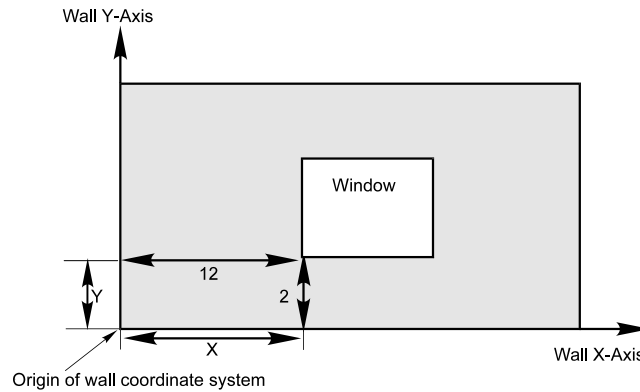 Wall Y-Axis
Window
12
Y
2
X
Wall X-Axis
Origin of wall coordinate system